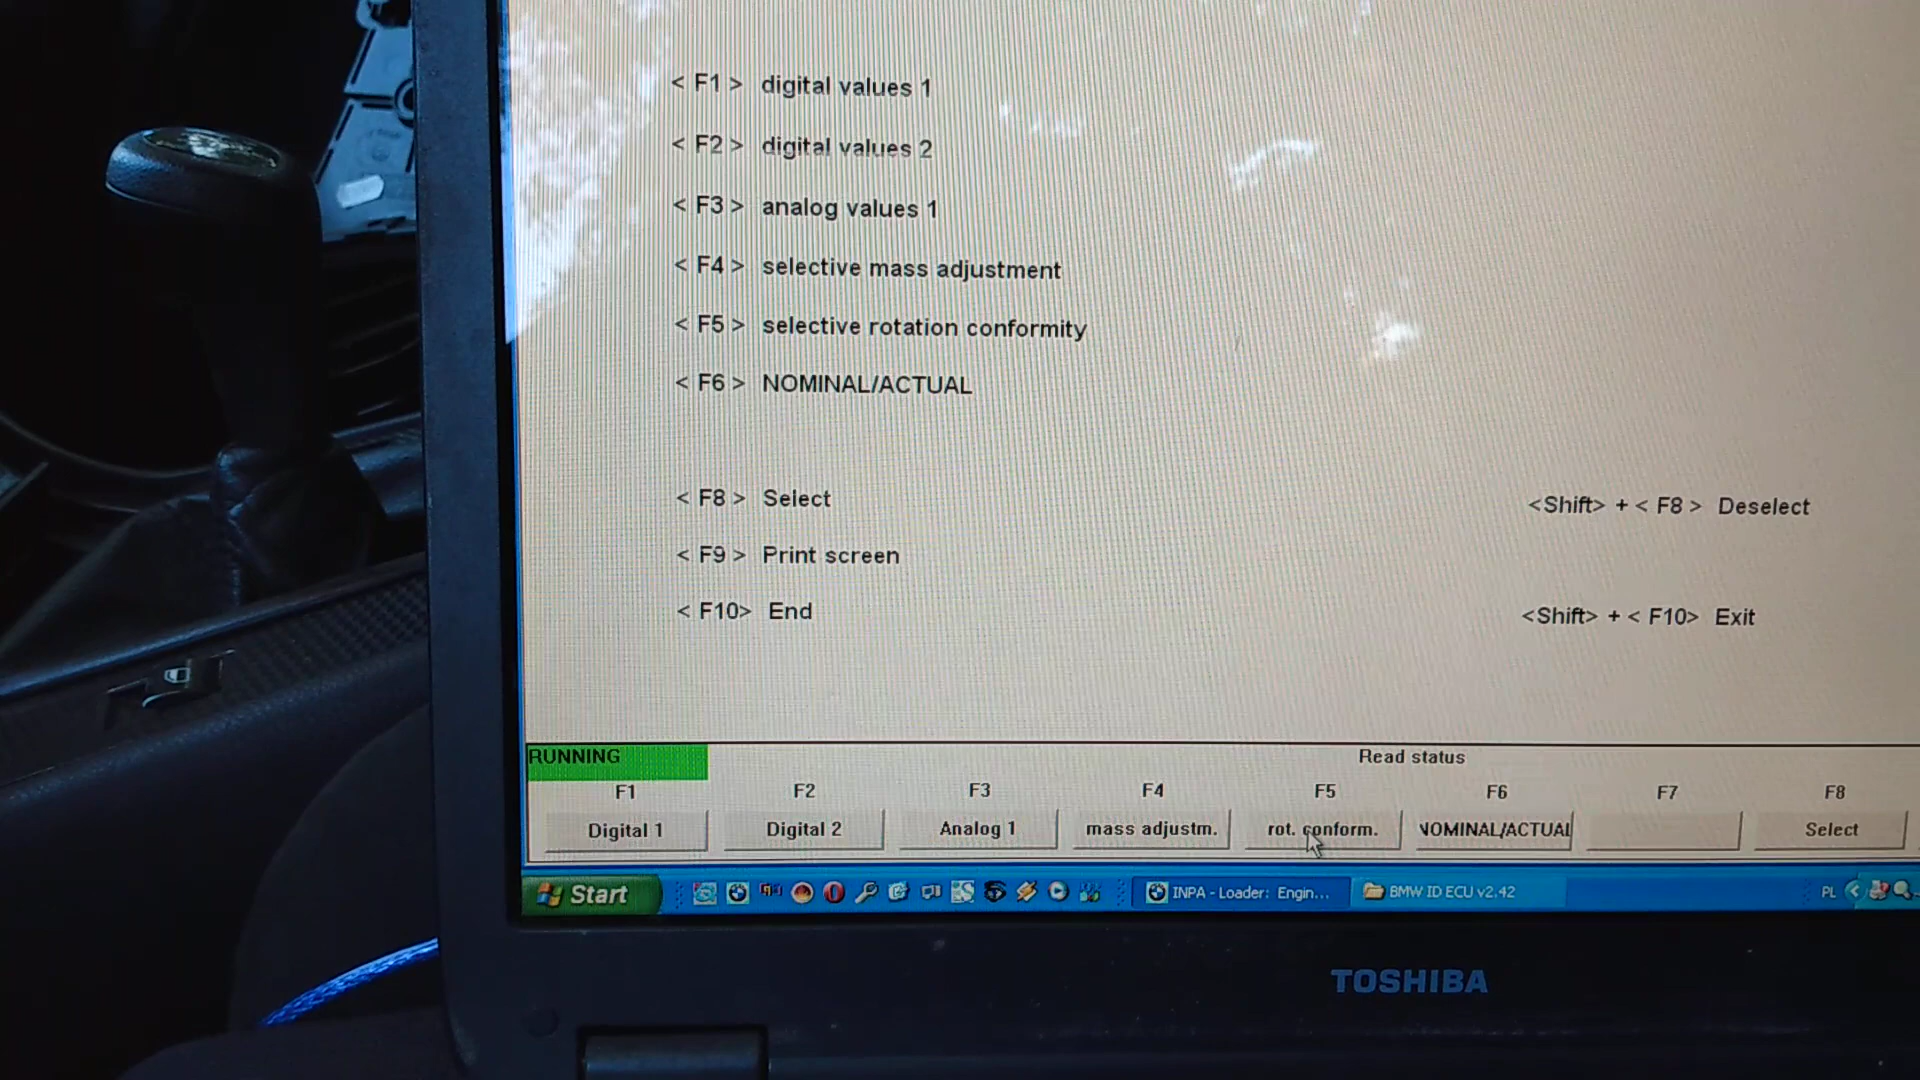 < F1 > digital values 1
< F2 > digital values 2
< F3 > analog values 1
< F4 > selective mass adjustment
< F5 > selective rotation conformity
< F6 > NOMINAL/ACTUAL
< F8 > Select <Shift> + < F8 > Deselect
< F9 > Print screen
< F10> End <Shift> + < F10> Exit
RUNNING Read status
F1 F2 F3 F4 F5 F6 F7 F8
Digital 1 Digital 2 Analog 1 mass adjustm. rot. conform. NOMINAL/ACTUAL Select
Start INPA - Loader: Engin... BMW ID ECU v2.42 PL
TOSHIBA